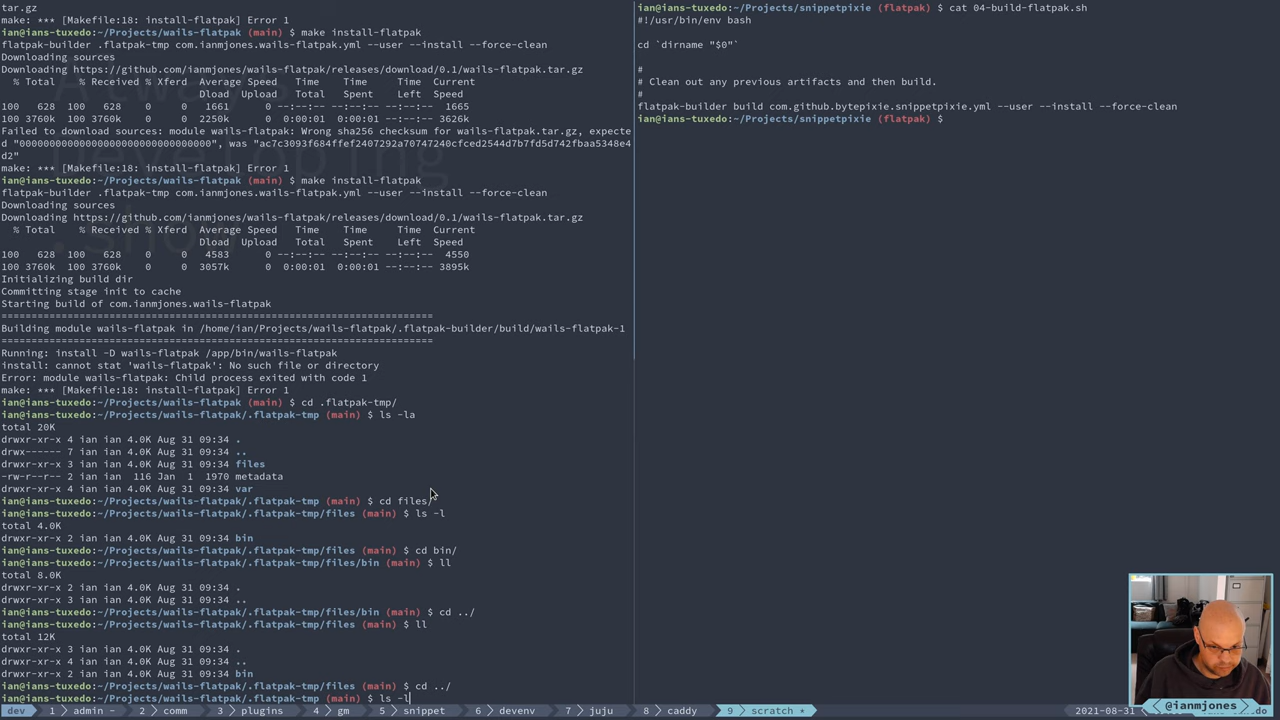 tar.gz
make: *** [Makefile:18: install-flatpak] Error 1
ian@ians-tuxedo:~/Projects/wails-flatpak (main) $ make install-flatpak
flatpak-builder .flatpak-tmp com.ianmjones.wails-flatpak.yml --user --install --force-clean
Downloading sources
Downloading https://github.com/ianmjones/wails-flatpak/releases/download/0.1/wails-flatpak.tar.gz
% Total    % Received % Xferd  Average Speed   Time    Time     Time  Current
Dload  Upload   Total   Spent    Left  Speed
100   628  100   628    0     0   1661      0 --:--:-- --:--:-- --:--:--  1665
100 3760k  100 3760k    0     0  2250k      0  0:00:01  0:00:01 --:--:-- 3626k
Failed to download sources: module wails-flatpak: Wrong sha256 checksum for wails-flatpak.tar.gz, expecte
d "00000000000000000000000000000000", was "ac7c3093f684ffef2407292a70747240cfced2544d7b7fd5d742fbaa5348e4
d2"
make: *** [Makefile:18: install-flatpak] Error 1
ian@ians-tuxedo:~/Projects/wails-flatpak (main) $ make install-flatpak
flatpak-builder .flatpak-tmp com.ianmjones.wails-flatpak.yml --user --install --force-clean
Downloading sources
Downloading https://github.com/ianmjones/wails-flatpak/releases/download/0.1/wails-flatpak.tar.gz
% Total    % Received % Xferd  Average Speed   Time    Time     Time  Current
Dload  Upload   Total   Spent    Left  Speed
100   628  100   628    0     0   4583      0 --:--:-- --:--:-- --:--:--  4550
100 3760k  100 3760k    0     0  3057k      0  0:00:01  0:00:01 --:--:-- 3895k
Initializing build dir
Committing stage init to cache
Starting build of com.ianmjones.wails-flatpak
========================================================================
Building module wails-flatpak in /home/ian/Projects/wails-flatpak/.flatpak-builder/build/wails-flatpak-1
========================================================================
Running: install -D wails-flatpak /app/bin/wails-flatpak
install: cannot stat 'wails-flatpak': No such file or directory
Error: module wails-flatpak: Child process exited with code 1
make: *** [Makefile:18: install-flatpak] Error 1
ian@ians-tuxedo:~/Projects/wails-flatpak (main) $ cd .flatpak-tmp/
ian@ians-tuxedo:~/Projects/wails-flatpak/.flatpak-tmp (main) $ ls -la
total 20K
drwxr-xr-x 4 ian ian 4.0K Aug 31 09:34 .
drwx------ 7 ian ian 4.0K Aug 31 09:34 ..
drwxr-xr-x 3 ian ian 4.0K Aug 31 09:34 files
-rw-r--r-- 2 ian ian  116 Jan  1  1970 metadata
drwxr-xr-x 4 ian ian 4.0K Aug 31 09:34 var
ian@ians-tuxedo:~/Projects/wails-flatpak/.flatpak-tmp (main) $ cd files/
ian@ians-tuxedo:~/Projects/wails-flatpak/.flatpak-tmp/files (main) $ ls -l
total 4.0K
drwxr-xr-x 2 ian ian 4.0K Aug 31 09:34 bin
ian@ians-tuxedo:~/Projects/wails-flatpak/.flatpak-tmp/files (main) $ cd bin/
ian@ians-tuxedo:~/Projects/wails-flatpak/.flatpak-tmp/files/bin (main) $ ll
total 8.0K
drwxr-xr-x 2 ian ian 4.0K Aug 31 09:34 .
drwxr-xr-x 3 ian ian 4.0K Aug 31 09:34 ..
ian@ians-tuxedo:~/Projects/wails-flatpak/.flatpak-tmp/files/bin (main) $ cd ../
ian@ians-tuxedo:~/Projects/wails-flatpak/.flatpak-tmp/files (main) $ ll
total 12K
drwxr-xr-x 3 ian ian 4.0K Aug 31 09:34 .
drwxr-xr-x 4 ian ian 4.0K Aug 31 09:34 ..
drwxr-xr-x 2 ian ian 4.0K Aug 31 09:34 bin
ian@ians-tuxedo:~/Projects/wails-flatpak/.flatpak-tmp/files (main) $ cd ../
ian@ians-tuxedo:~/Projects/wails-flatpak/.flatpak-tmp (main) $ ls -l
ian@ians-tuxedo:~/Projects/snippetpixie (flatpak) $ cat 04-build-flatpak.sh
#!/usr/bin/env bash
cd `dirname "$0"`
#
# Clean out any previous artifacts and then build.
#
flatpak-builder build com.github.bytepixie.snippetpixie.yml --user --install --force-clean
ian@ians-tuxedo:~/Projects/snippetpixie (flatpak) $
dev 1 admin - 2 comm 3 plugins 4 gm 5 snippet 6 devenv 7 juju 8 caddy 9 scratch * 2021-08-31
< @ianmjones >